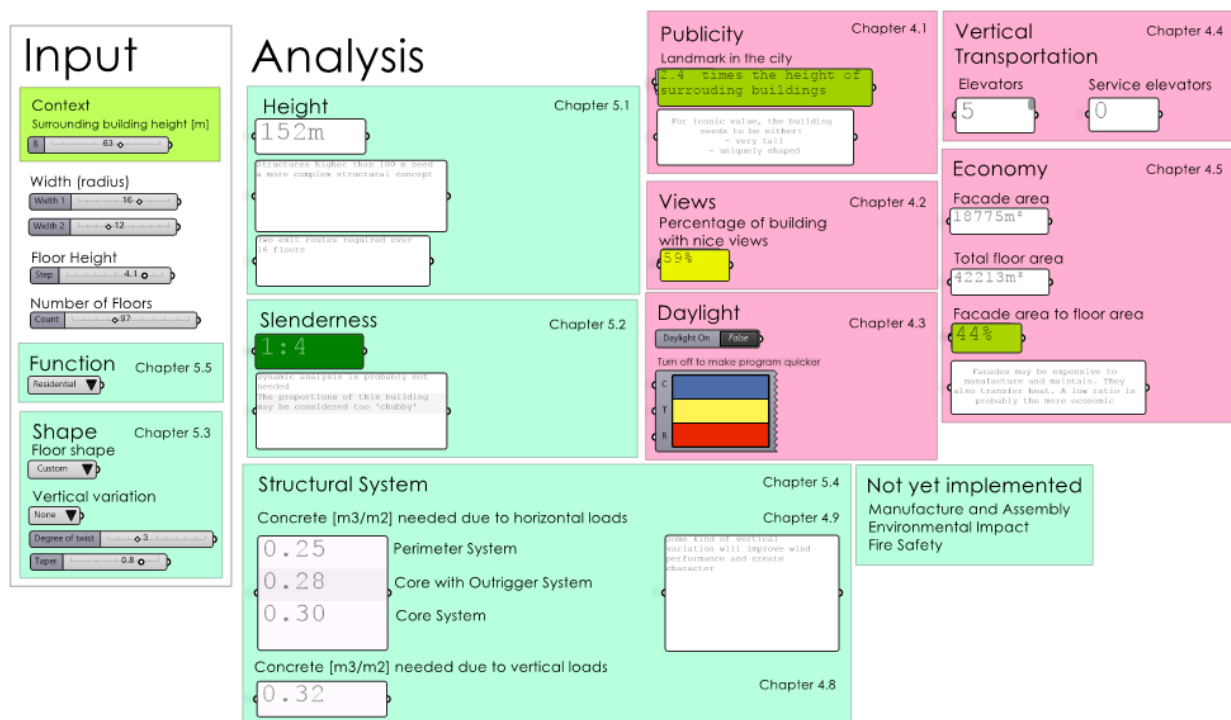 Input
Context
Surrounding building height [m]
B 63
Width (radius)
Width 1 16
Width 2 12
Floor Height
Step 4.1
Number of Floors
Count 97
Function Chapter 5.5
Residential
Shape Chapter 5.3
Floor shape
Custom
Vertical variation
None
Degree of twist 3
Taper 0.8
Analysis
Height Chapter 5.1
152m
Structures higher than 100 m need
a more complex structural concept
Two exit routes required over
16 floors
Slenderness Chapter 5.2
1:4
Dynamic analysis is probably not
needed
The proportions of this building
may be considered too 'chubby'
Publicity Chapter 4.1
Landmark in the city
2.4 times the height of
surrouding buildings
For iconic value, the building
needs to be either:
- very tall
- uniquely shaped
Views Chapter 4.2
Percentage of building
with nice views
59%
Daylight Chapter 4.3
Daylight On False
Turn off to make program quicker
C
T
R
Vertical Chapter 4.4
Transportation
Elevators Service elevators
5 0
Economy Chapter 4.5
Facade area
18775m²
Total floor area
42213m²
Facade area to floor area
44%
Facades may be expensive to
manufacture and maintain. They
also transfer heat. A low ratio is
probably the more economic
Structural System Chapter 5.4
Concrete [m3/m2] needed due to horizontal loads Chapter 4.9
0.25 Perimeter System
0.28 Core with Outrigger System
0.30 Core System
Some kind of vertical
variation will improve wind
performance and create
character
Concrete [m3/m2] needed due to vertical loads
0.32 Chapter 4.8
Not yet implemented
Manufacture and Assembly
Environmental Impact
Fire Safety